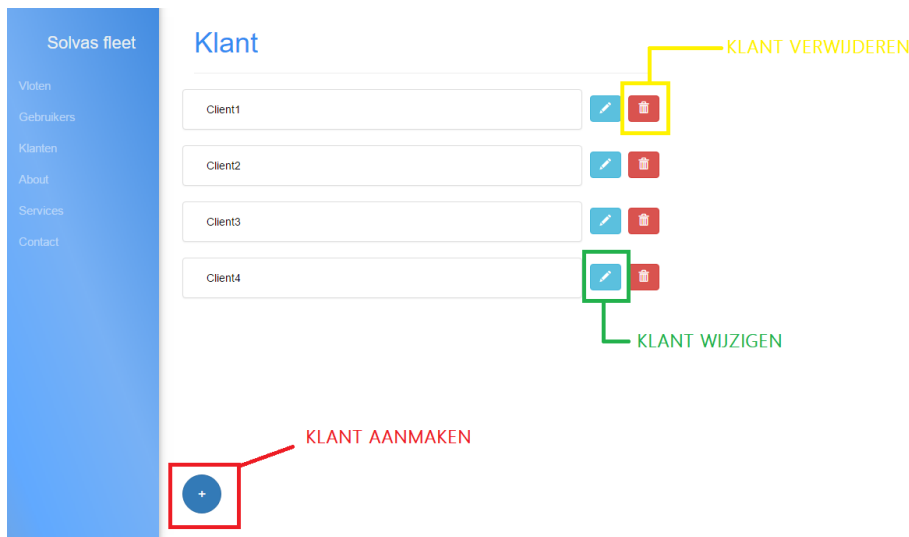 Solvas fleet
Vloten
Gebruikers
Klanten
About
Services
Contact
Klant
KLANT VERWIJDEREN
Client1
Client2
Client3
Client4
KLANT WIJZIGEN
KLANT AANMAKEN
+